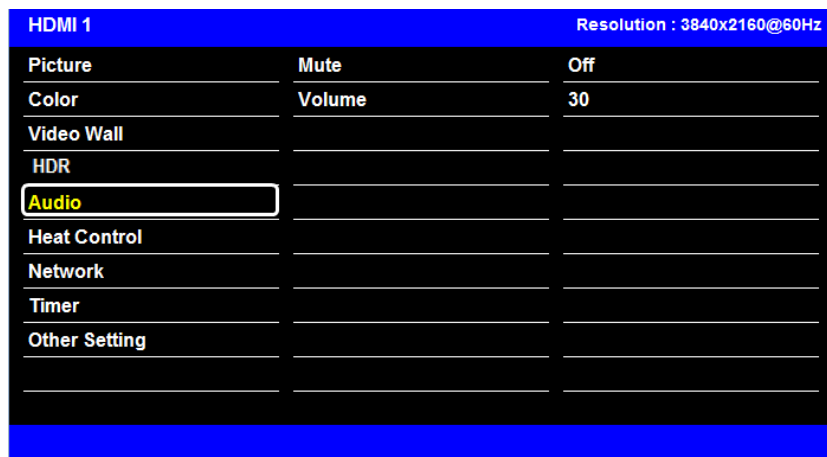 HDMI 1 Resolution : 3840x2160@60Hz
Picture Mute Off
Color Volume 30
Video Wall
HDR
Audio
Heat Control
Network
Timer
Other Setting